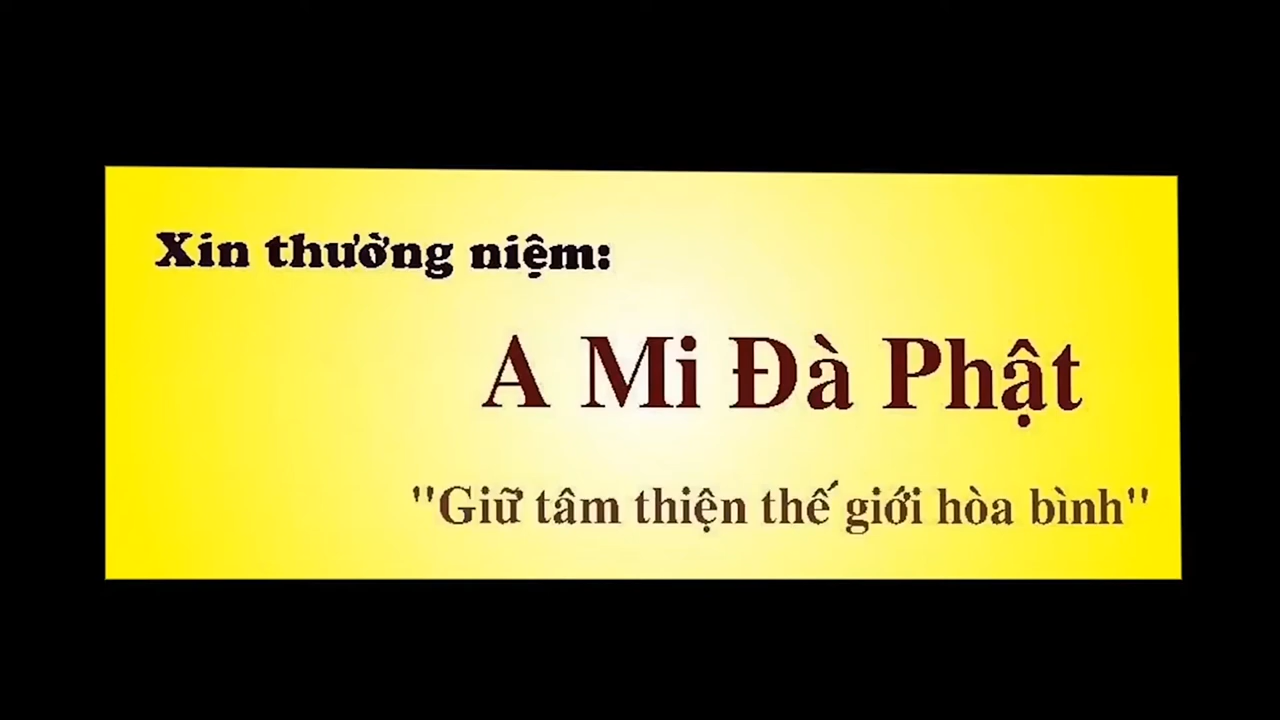 Xin thường niệm:
A Mi Đà Phật
"Giữ tâm thiện thế giới hòa bình"